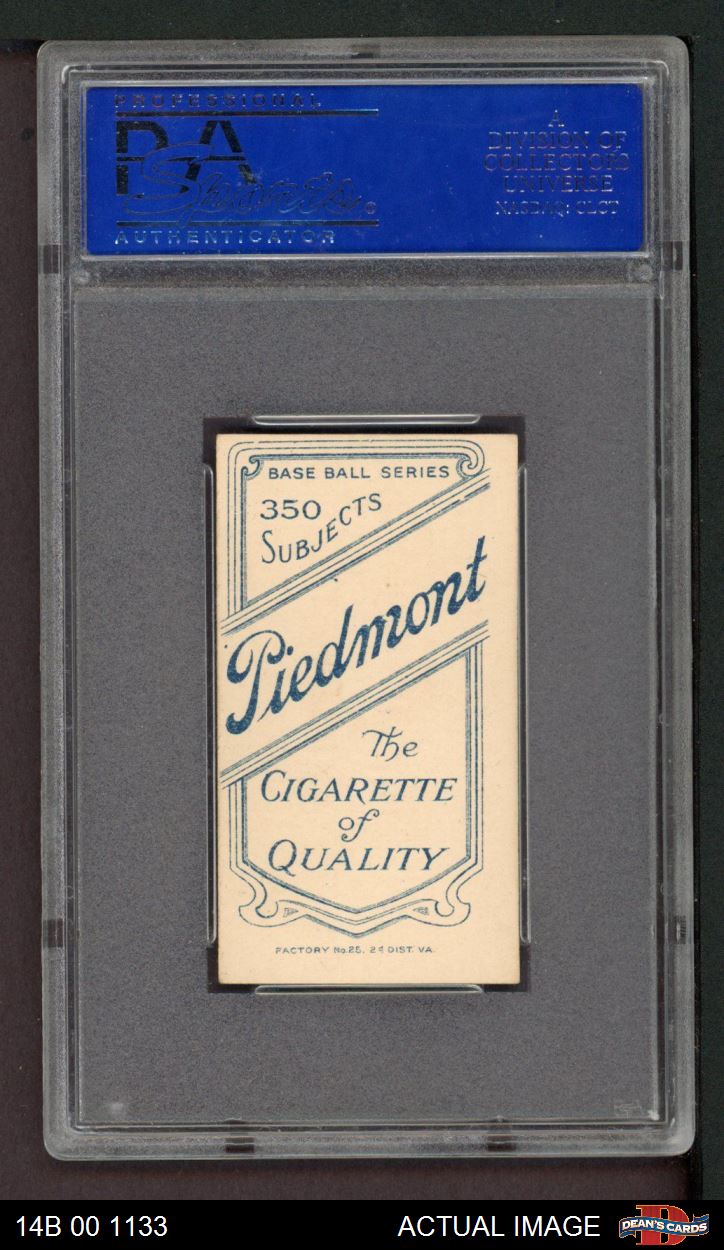 PROFESSIONAL
PSA
Sports
AUTHENTICATOR
A
DIVISION OF
COLLECTORS
UNIVERSE
NASDAQ: CLCT
BASE BALL SERIES
350
SUBJECTS
Piedmont
The
CIGARETTE
of
QUALITY
FACTORY No. 25, 2d DIST. VA.
14B 00 1133
ACTUAL IMAGE
DEAN'S CARDS